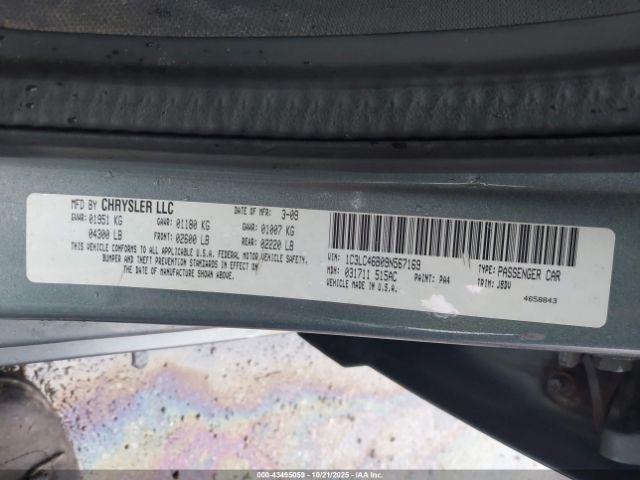 MFD BY CHRYSLER LLC DATE OF MFR: 3-09
GVWR: 01951 KG GAWR: 01180 KG GAWR: 01007 KG
04300 LB FRONT: 02600 LB REAR: 02220 LB
THIS VEHICLE CONFORMS TO ALL APPLICABLE U.S.A. FEDERAL MOTOR VEHICLE SAFETY,
BUMPER AND THEFT PREVENTION STANDARDS IN EFFECT ON
THE DATE OF MANUFACTURE SHOWN ABOVE.
VIN: 1C3LC46B09N567169 TYPE: PASSENGER CAR
MDH: 031711 515AC PAINT: PA4 TRIM: JBDV
VEHICLE MADE IN U.S.A.
4658843
000-43495059 | 10/21/2025 - IAAI.com